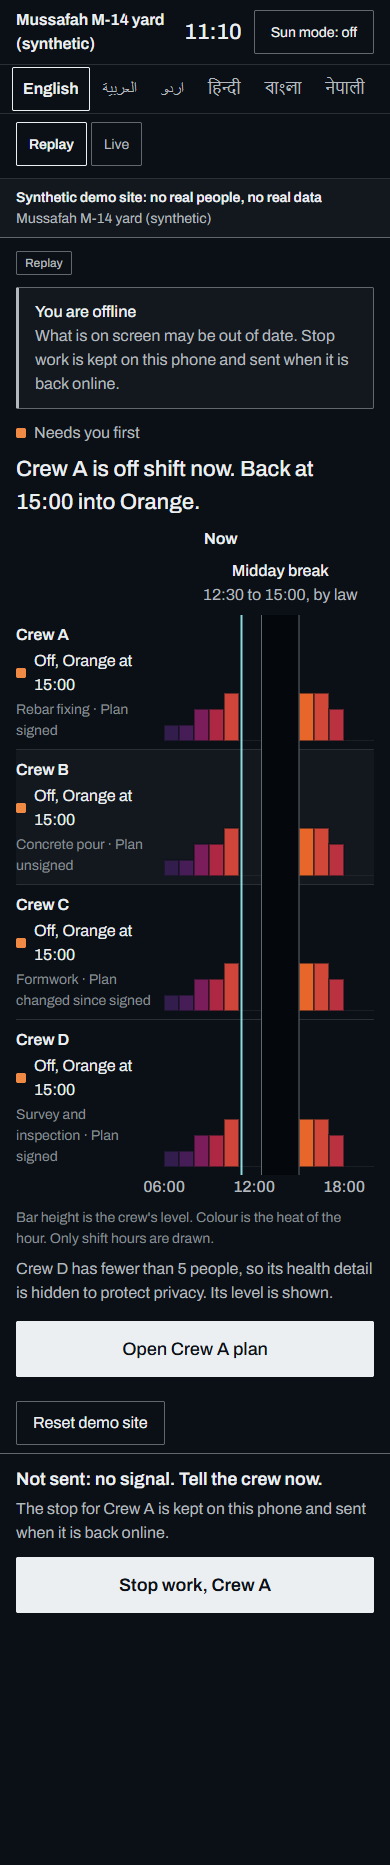 Mussafah M-14 yard
(synthetic)
11:10
Sun mode: off
English
العربية
اردو
हिन्दी
বাংলা
नेपाली
Replay
Live
Synthetic demo site: no real people, no real data
Mussafah M-14 yard (synthetic)
Replay
You are offline
What is on screen may be out of date. Stop
work is kept on this phone and sent when it is
back online.
Needs you first
Crew A is off shift now. Back at
15:00 into Orange.
Now
Midday break
12:30 to 15:00, by law
Crew A
Off, Orange at
15:00
Rebar fixing · Plan
signed
Crew B
Off, Orange at
15:00
Concrete pour · Plan
unsigned
Crew C
Off, Orange at
15:00
Formwork · Plan
changed since signed
Crew D
Off, Orange at
15:00
Survey and
inspection · Plan
signed
06:00
12:00
18:00
Bar height is the crew's level. Colour is the heat of the
hour. Only shift hours are drawn.
Crew D has fewer than 5 people, so its health detail
is hidden to protect privacy. Its level is shown.
Open Crew A plan
Reset demo site
Not sent: no signal. Tell the crew now.
The stop for Crew A is kept on this phone and sent
when it is back online.
Stop work, Crew A